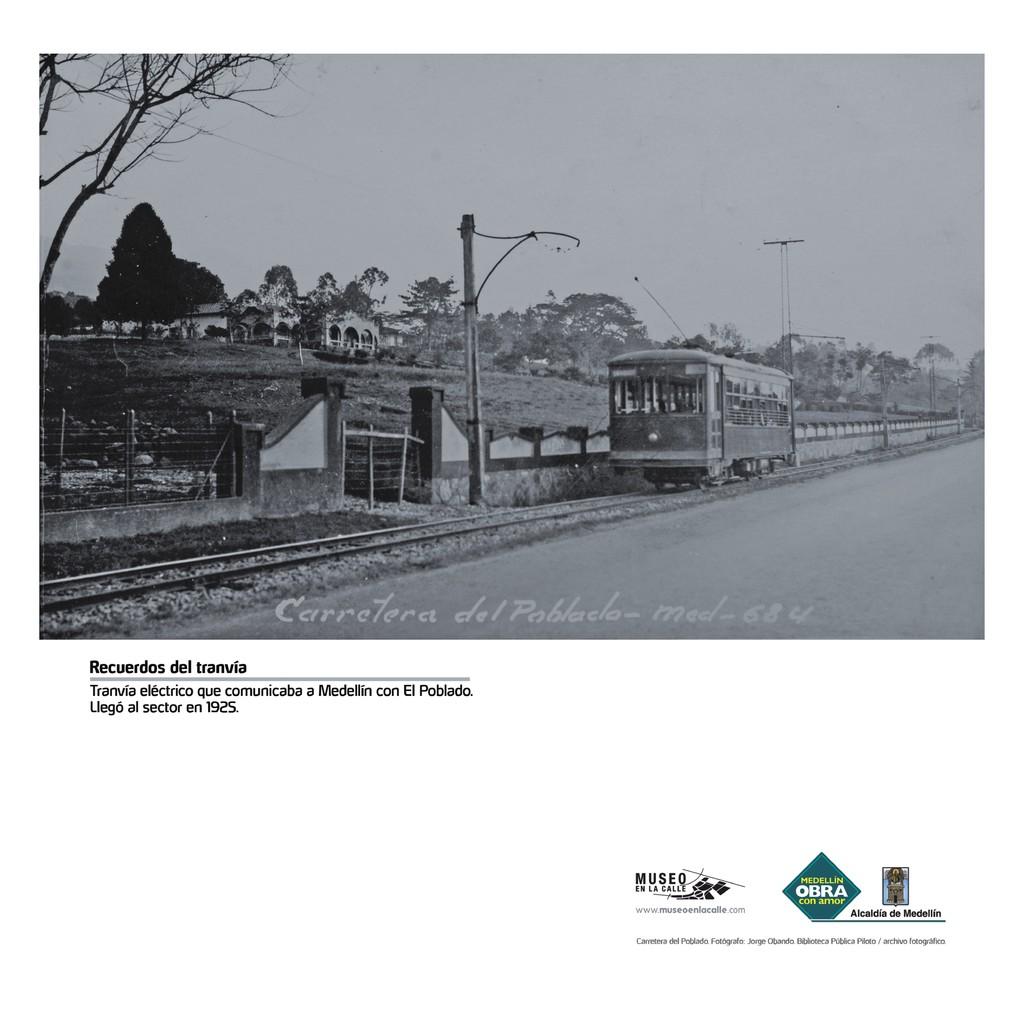 Carretera del Poblado - Med - 684
Recuerdos del tranvía
Tranvía eléctrico que comunicaba a Medellín con El Poblado.
Llegó al sector en 1925.
MUSEO
EN LA CALLE
www.museoenlacalle.com
MEDELLÍN
OBRA
con amor
Alcaldía de Medellín
Carretera del Poblado. Fotógrafo: Jorge Obando. Biblioteca Pública Piloto / archivo fotográfico.